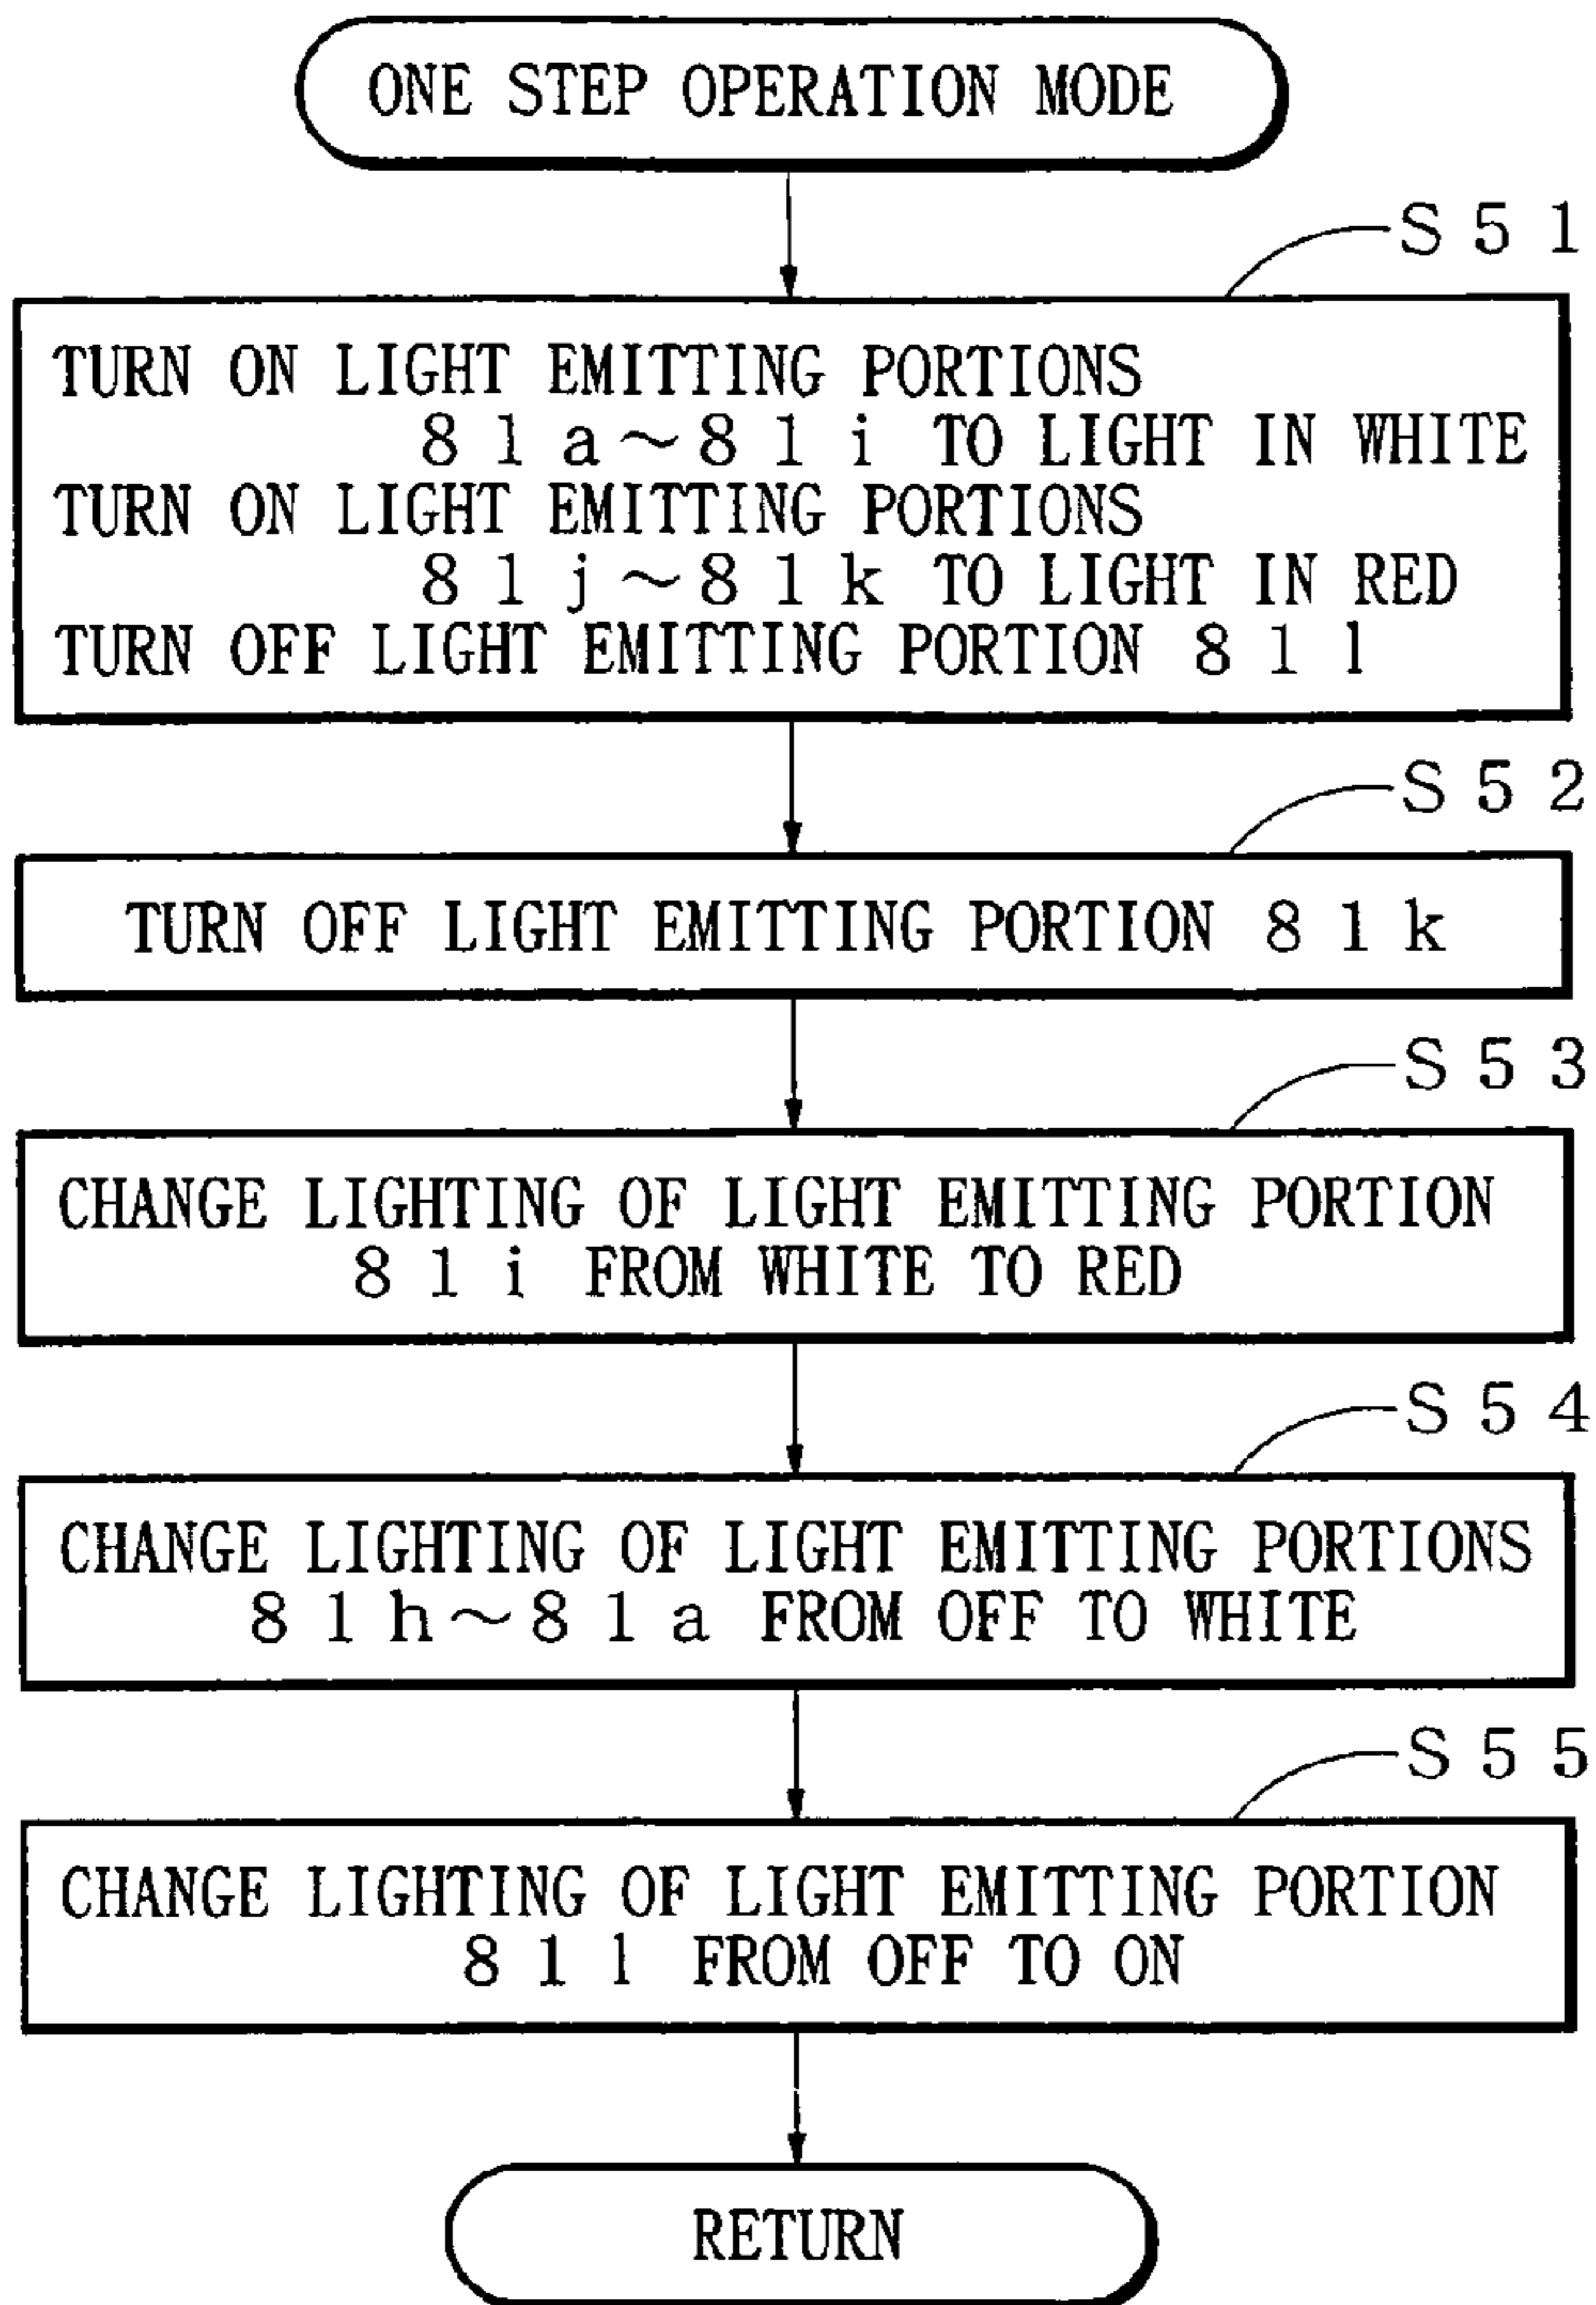 ONE STEP OPERATION MODE
S51
TURN ON LIGHT EMITTING PORTIONS
81a~81i TO LIGHT IN WHITE
TURN ON LIGHT EMITTING PORTIONS
81j~81k TO LIGHT IN RED
TURN OFF LIGHT EMITTING PORTION 81l
S52
TURN OFF LIGHT EMITTING PORTION 81k
S53
CHANGE LIGHTING OF LIGHT EMITTING PORTION
81i FROM WHITE TO RED
S54
CHANGE LIGHTING OF LIGHT EMITTING PORTIONS
81h~81a FROM OFF TO WHITE
S55
CHANGE LIGHTING OF LIGHT EMITTING PORTION
81l FROM OFF TO ON
RETURN